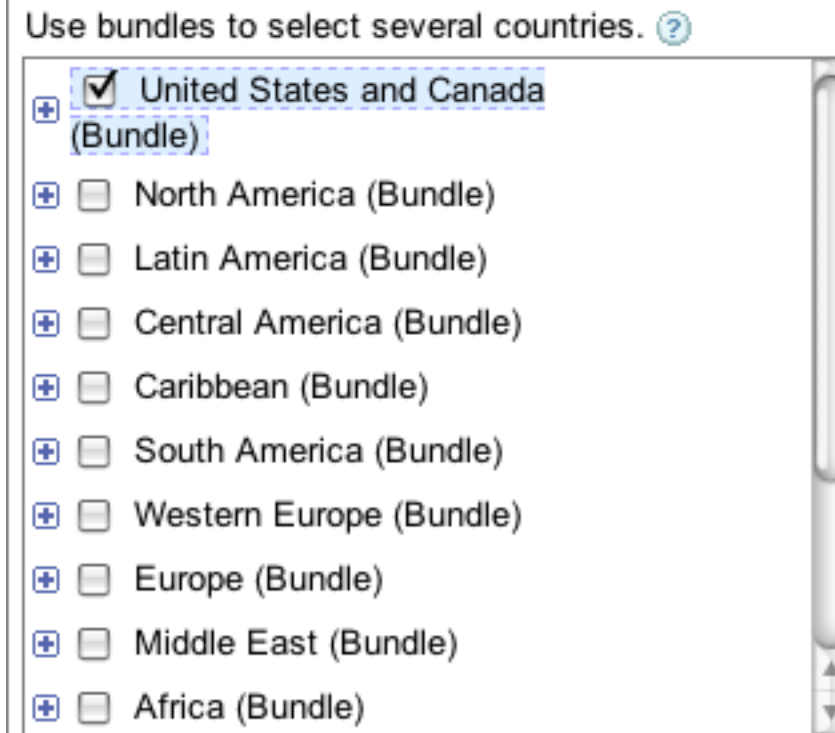 Use bundles to select several countries. ?
United States and Canada
(Bundle)
North America (Bundle)
Latin America (Bundle)
Central America (Bundle)
Caribbean (Bundle)
South America (Bundle)
Western Europe (Bundle)
Europe (Bundle)
Middle East (Bundle)
Africa (Bundle)